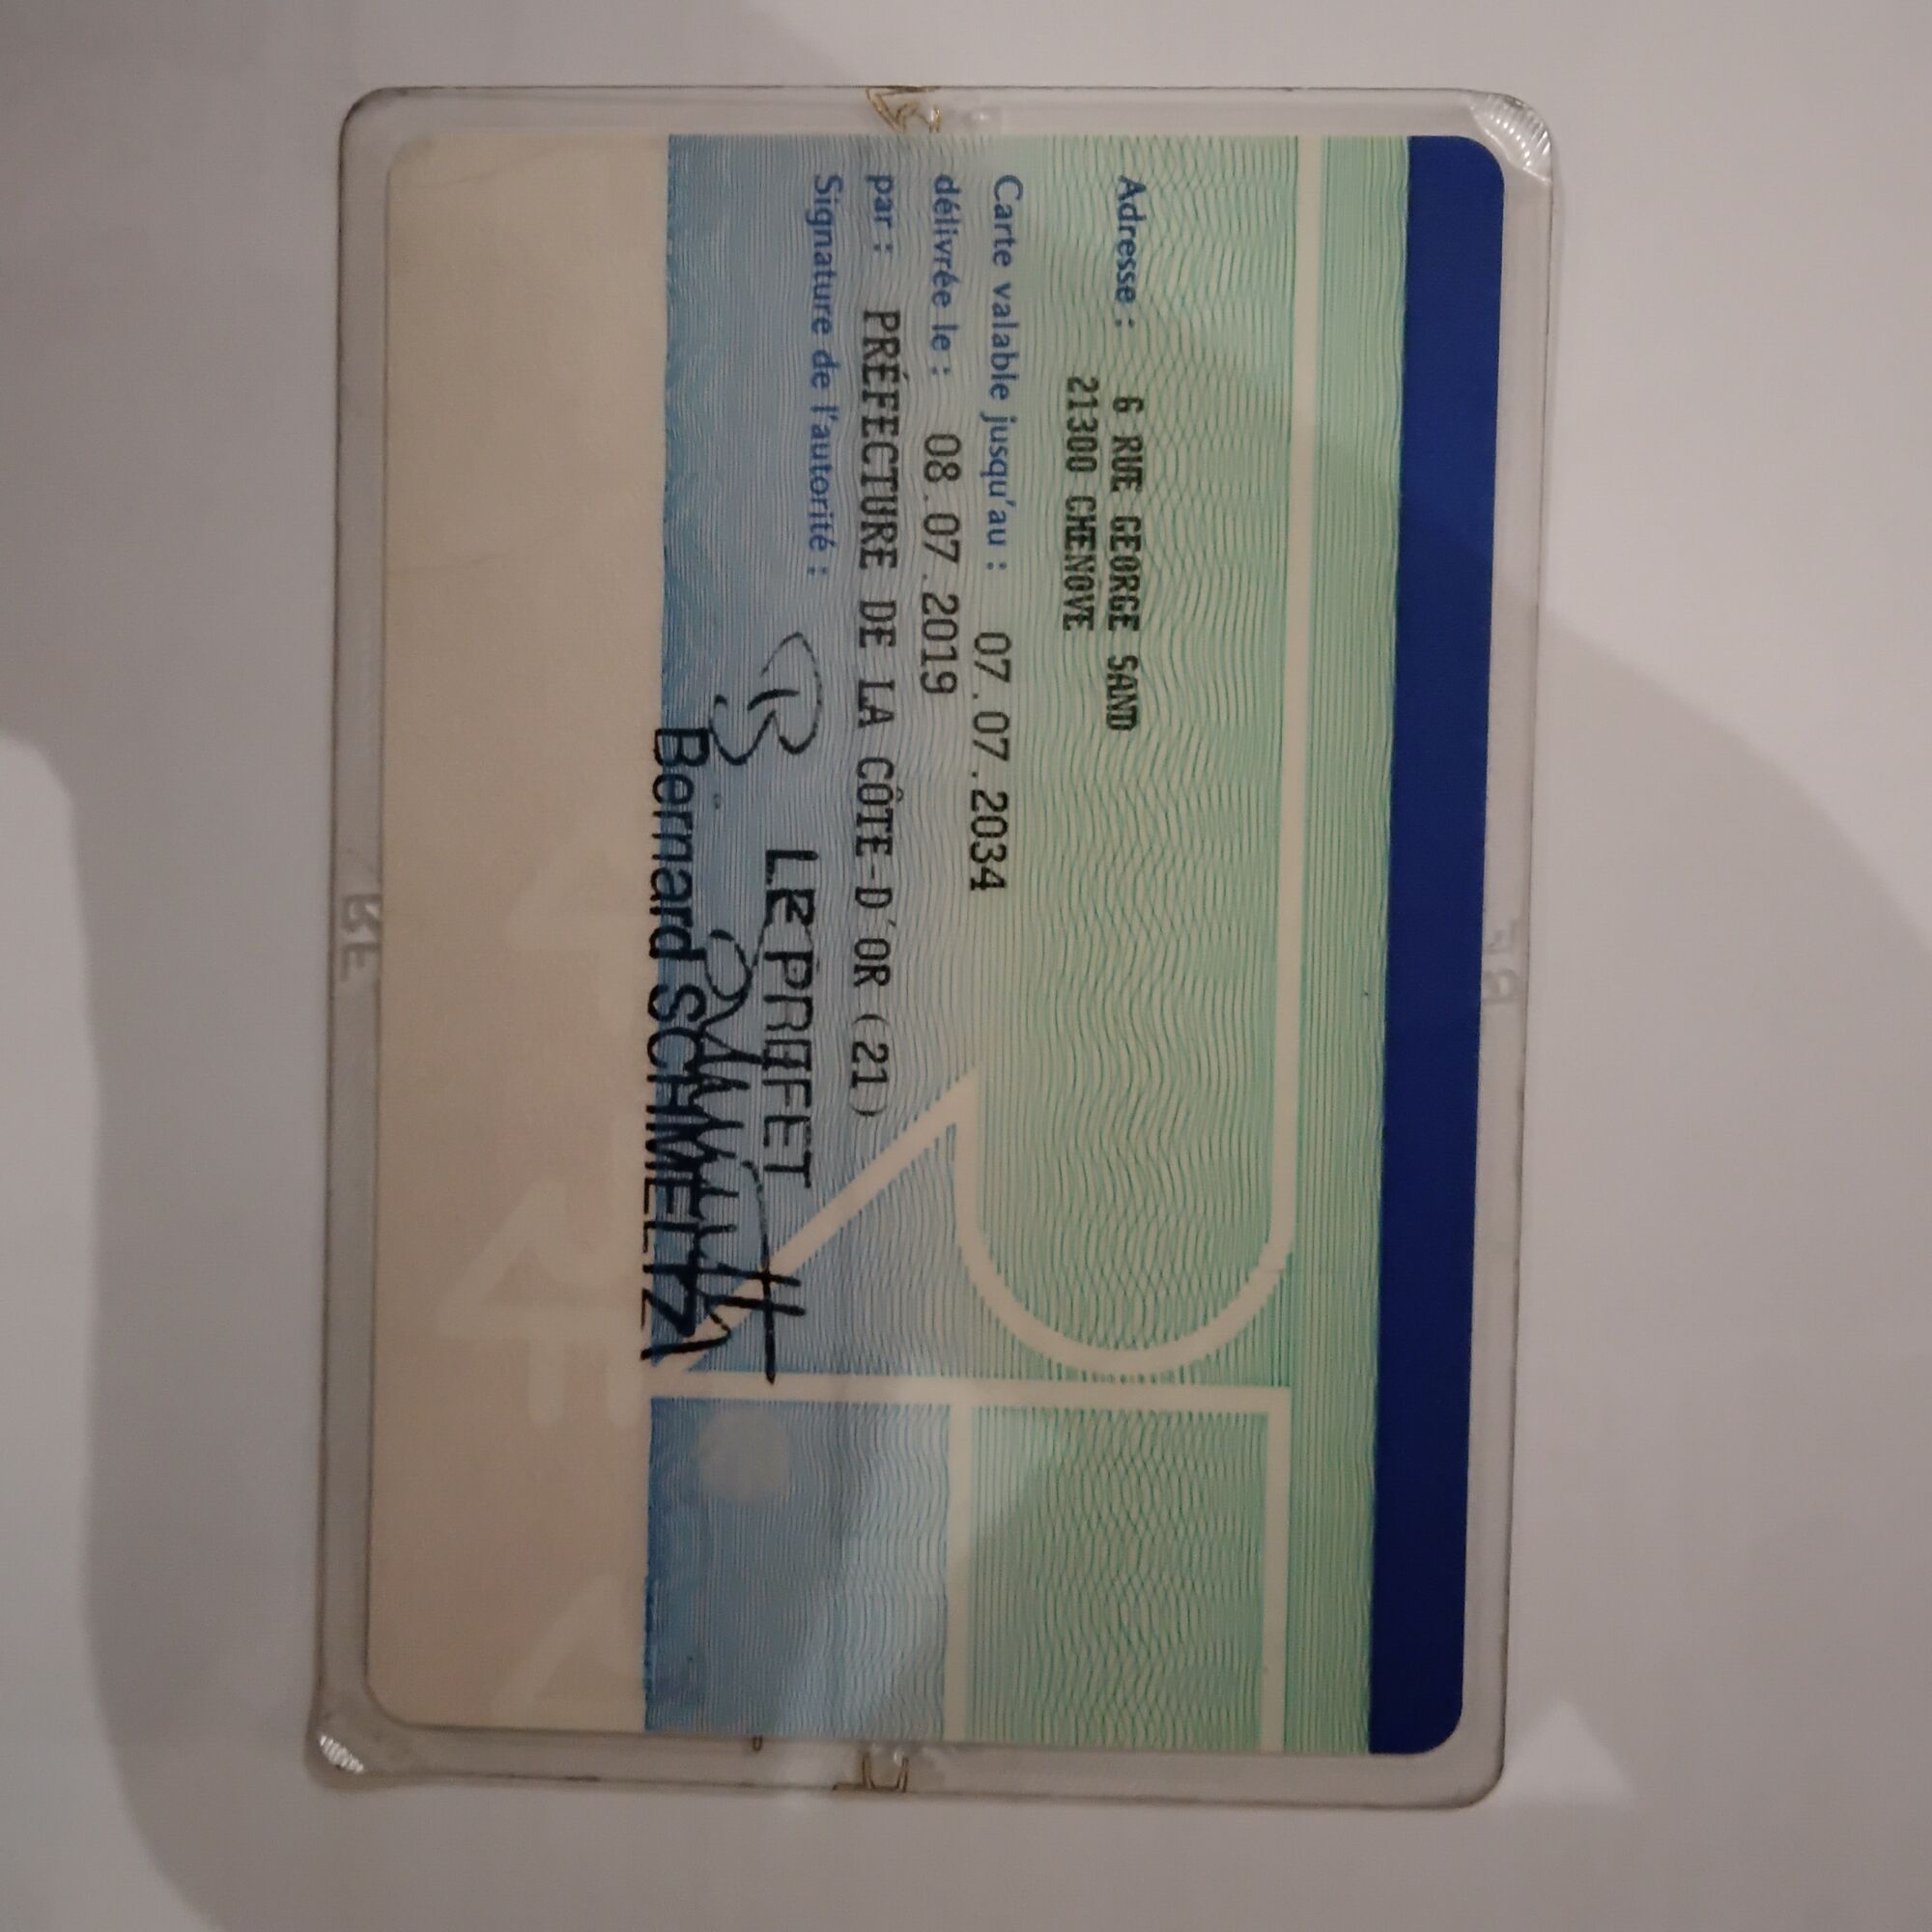 Adresse : 6 RUE GEORGE SAND
21300 CHENOVE
Carte valable jusqu'au : 07.07.2034
délivrée le : 08.07.2019
par : PRÉFECTURE DE LA CÔTE-D'OR (21)
Signature de l'autorité :
LE PRÉFET
Bernard SCHMELTZ